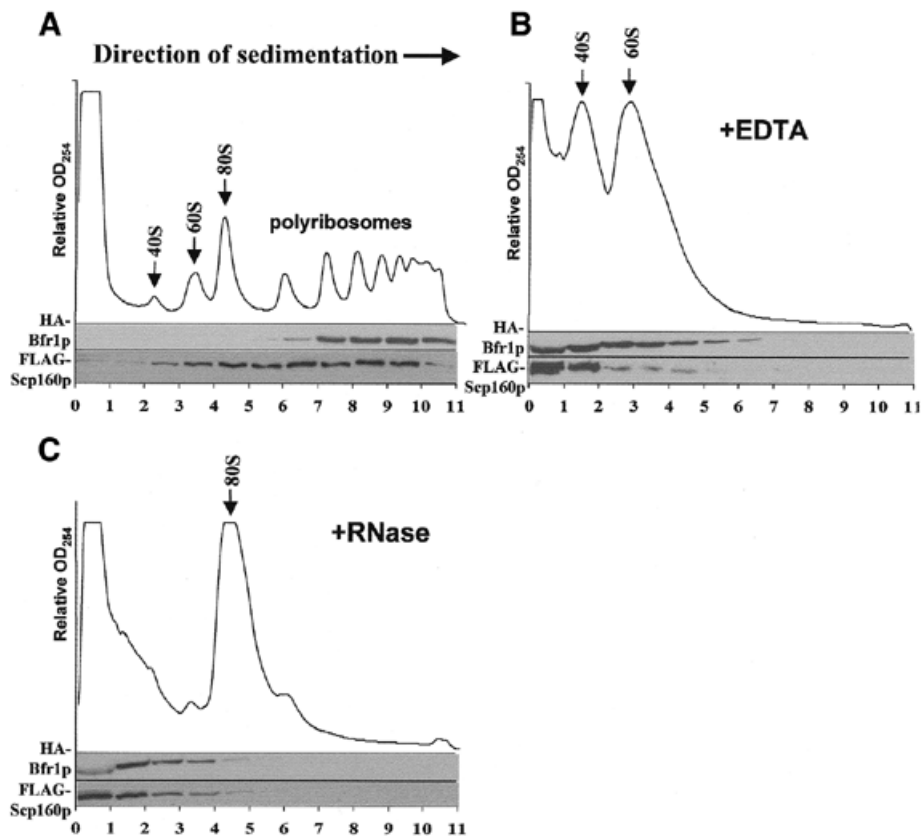 A
Direction of sedimentation
Relative OD254
40S
60S
80S
polyribosomes
HA-
Bfr1p
FLAG-
Scp160p
0 1 2 3 4 5 6 7 8 9 10 11
B
Relative OD254
40S
60S
+EDTA
HA-
Bfr1p
FLAG-
Scp160p
0 1 2 3 4 5 6 7 8 9 10 11
C
Relative OD254
80S
+RNase
HA-
Bfr1p
FLAG-
Scp160p
0 1 2 3 4 5 6 7 8 9 10 11